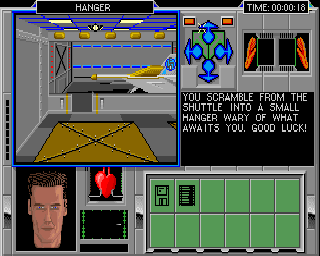 HANGER
TIME: 00:00:18
YOU SCRAMBLE FROM THE
SHUTTLE INTO A SMALL
HANGER WARY OF WHAT
AWAITS YOU. GOOD LUCK!